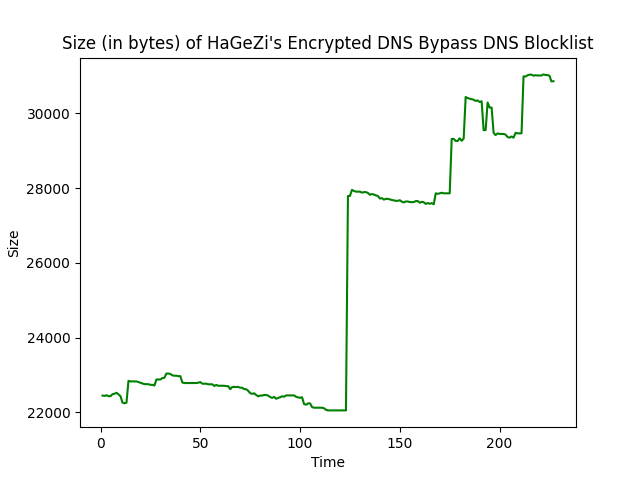 Size (in bytes) of HaGeZi's Encrypted DNS Bypass DNS Blocklist
30000
28000
26000
24000
22000
Size
0 50 100 150 200
Time